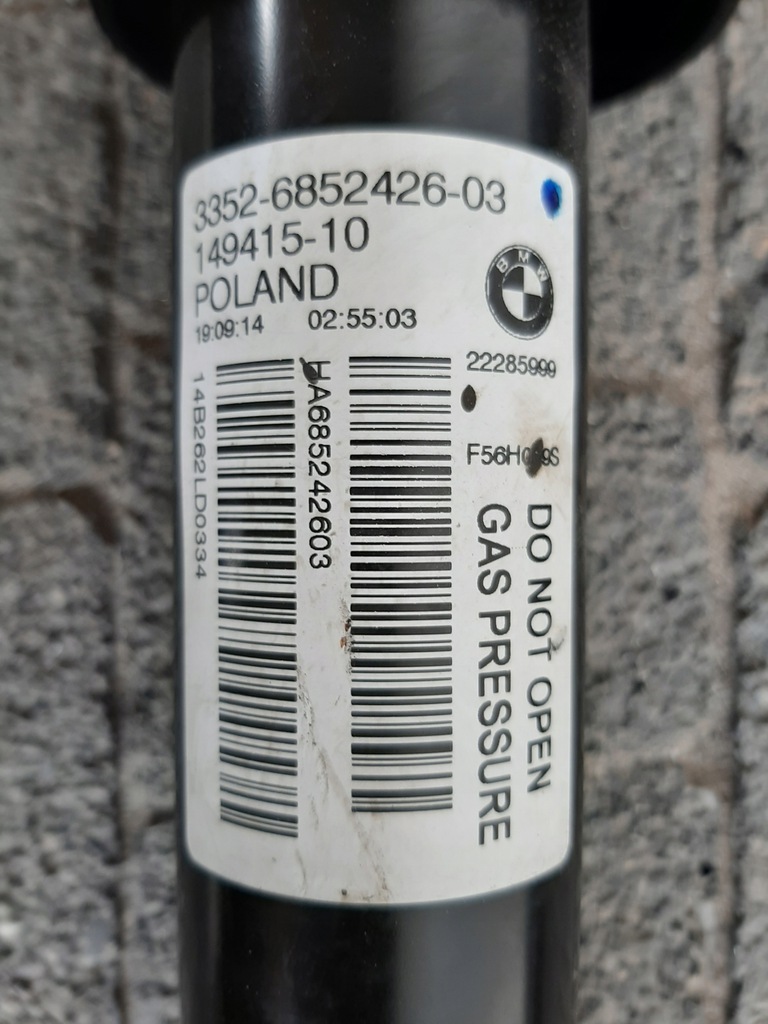 3352-6852426-03
149415-10
POLAND
19:09:14 02:55:03
BMW
22285999
14B262LD0334
HA685242603
DO NOT OPEN
GAS PRESSURE